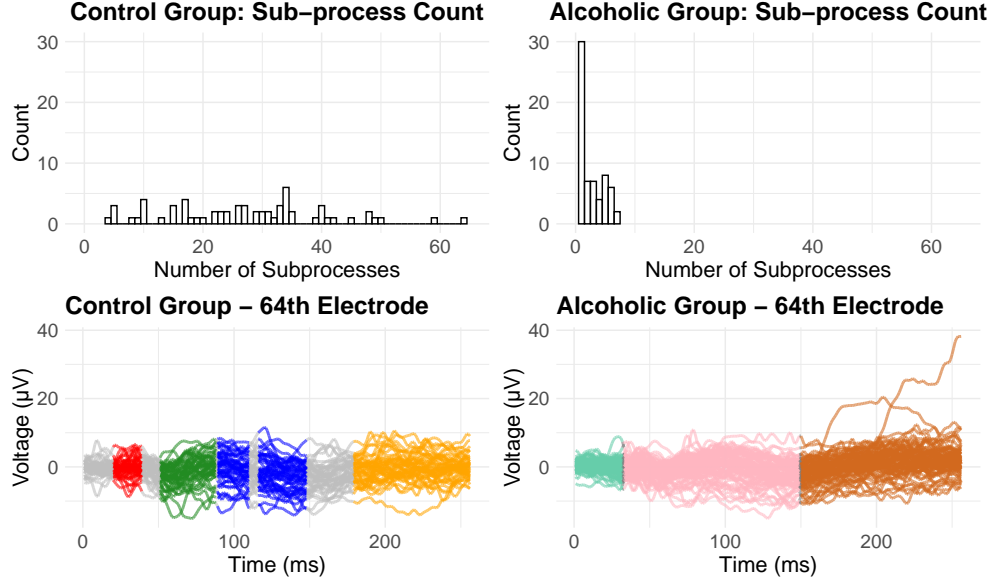 Control Group: Sub−process Count
Alcoholic Group: Sub−process Count
Count
30
20
10
0
0 20 40 60
Number of Subprocesses
Count
30
20
10
0
0 20 40 60
Number of Subprocesses
Control Group − 64th Electrode
Alcoholic Group − 64th Electrode
Voltage (µV)
40
20
0
0 100 200
Time (ms)
Voltage (µV)
40
20
0
0 100 200
Time (ms)